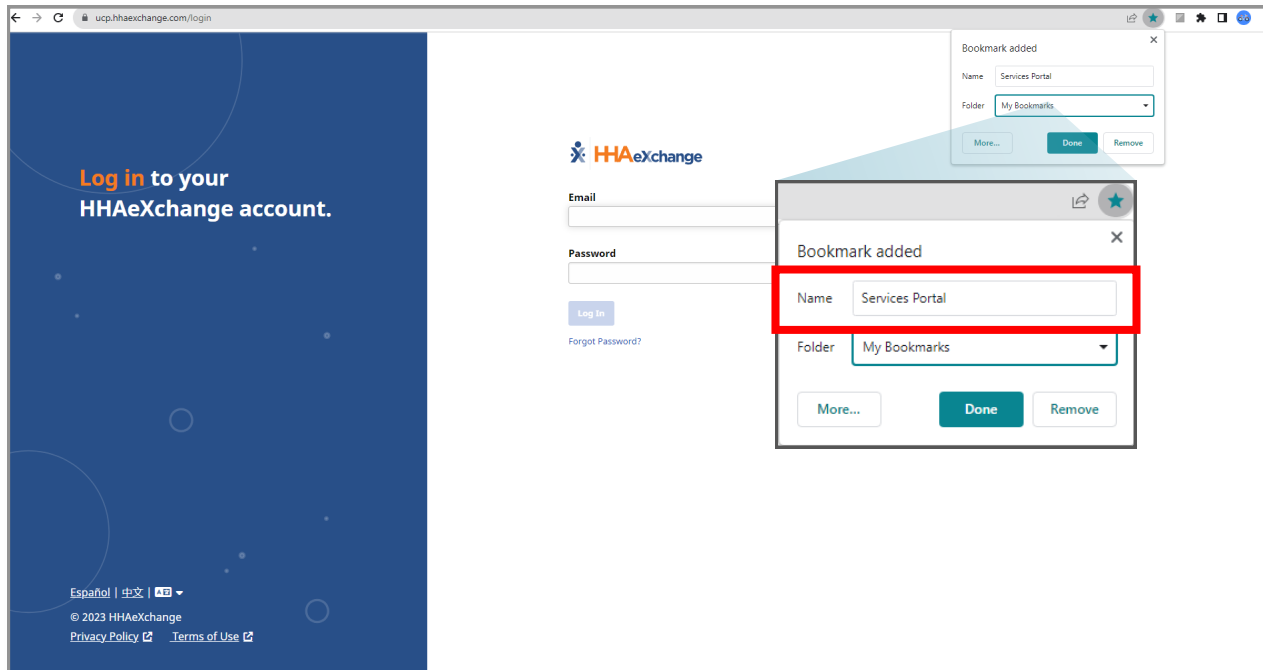 ucp.hhaexchange.com/login
Bookmark added
Name Services Portal
Folder My Bookmarks
More... Done Remove
Log in to your
HHAeXchange account.
HHAeXchange
Email
Password
Log In
Forgot Password?
Bookmark added
Name Services Portal
Folder My Bookmarks
More... Done Remove
Español | 中文 |
© 2023 HHAeXchange
Privacy Policy Terms of Use